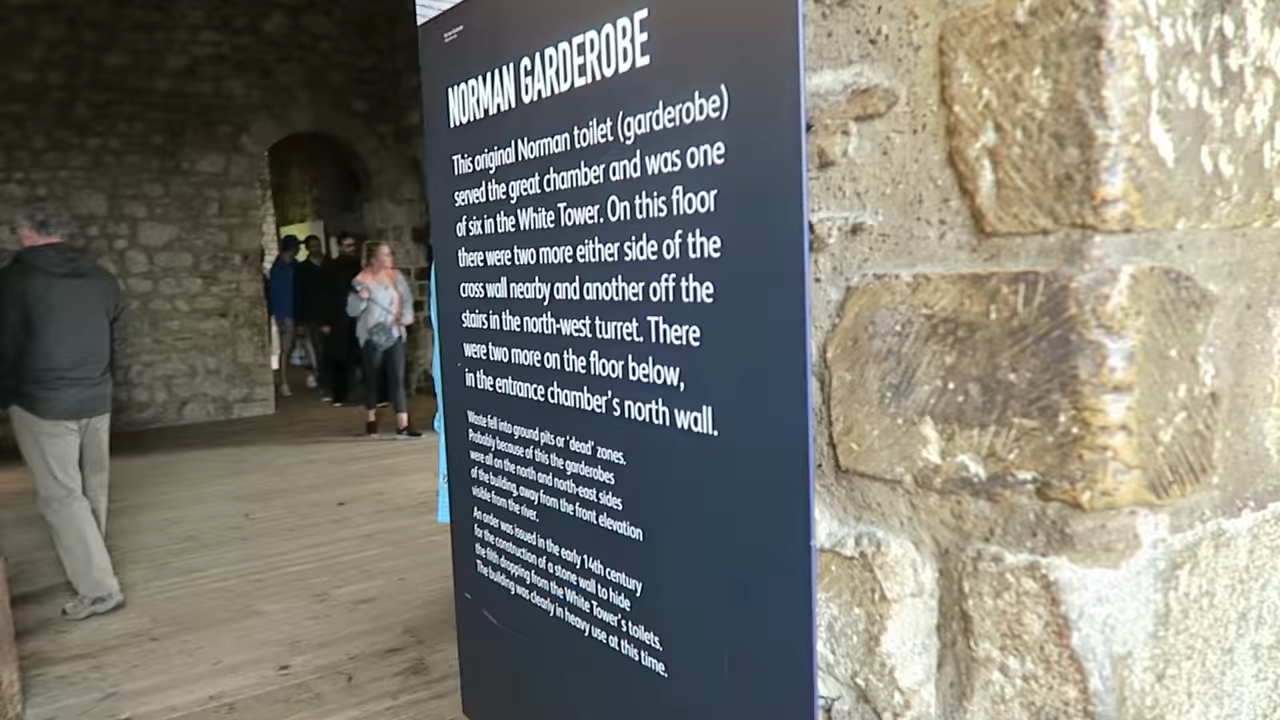 NORMAN GARDEROBE
This original Norman toilet (garderobe)
served the great chamber and was one
of six in the White Tower. On this floor
there were two more either side of the
cross wall nearby and another off the
stairs in the north-west turret. There
were two more on the floor below,
in the entrance chamber's north wall.
Waste fell into ground pits or 'dead' zones.
Probably because of this the garderobes
were all on the north and north-east sides
of the building, away from the front elevation
visible from the river.
An order was issued in the early 14th century
for the construction of a stone wall to hide
the filth dropping from the White Tower's toilets.
The building was clearly in heavy use at this time.